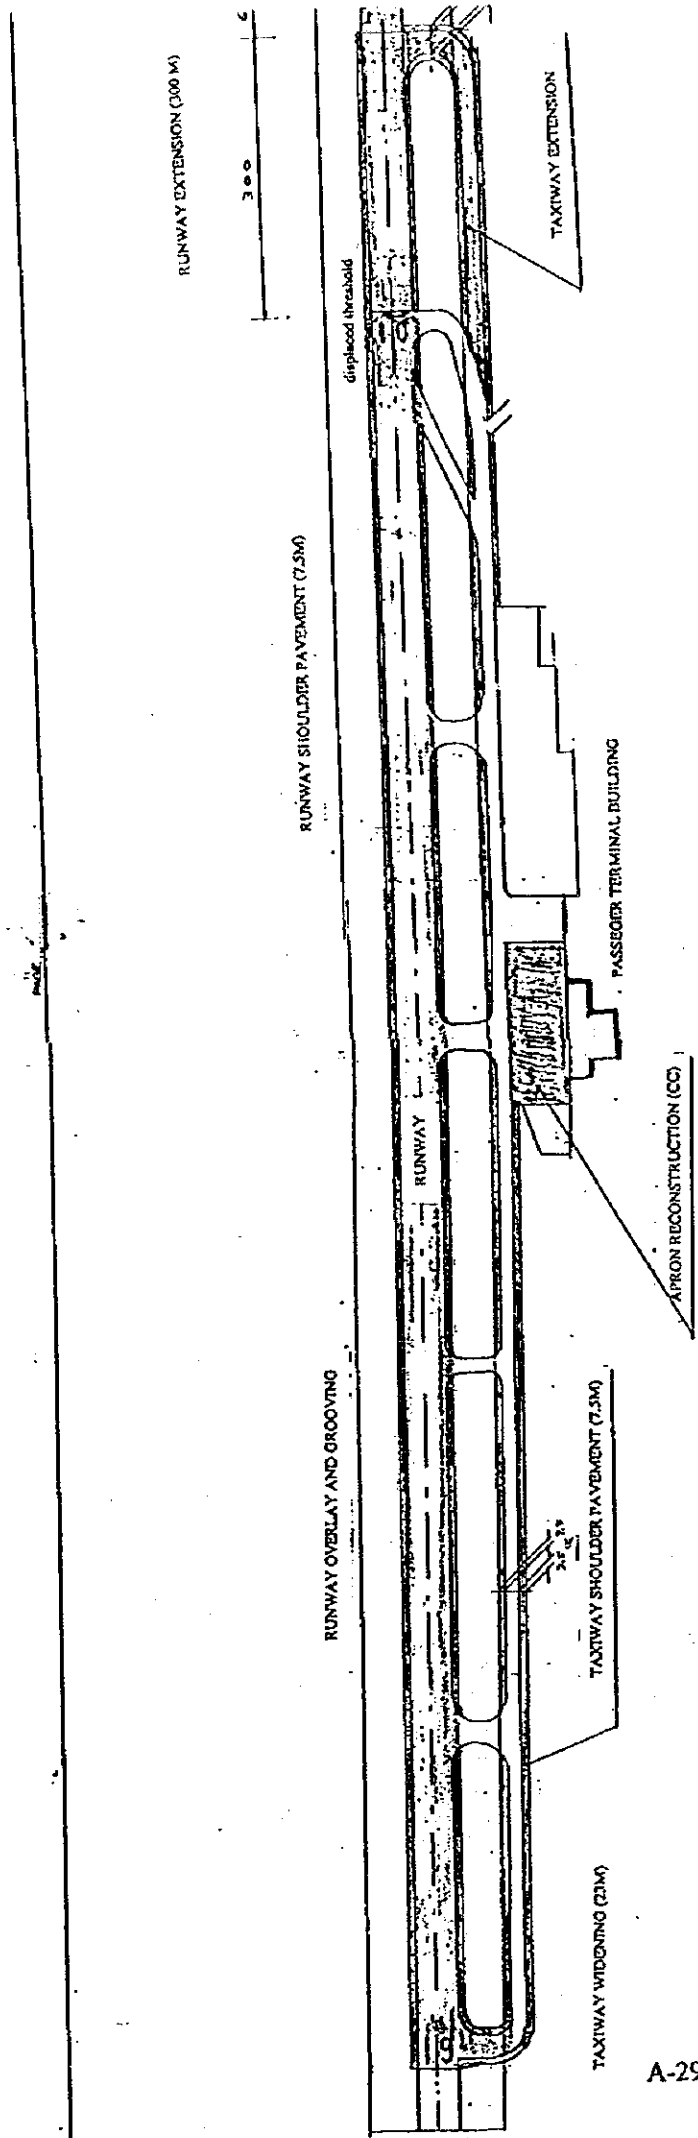 RUNWAY EXTENSION (300 M)
300
displaced threshold
TAXIWAY EXTENSION
RUNWAY SHOULDER PAVEMENT (7.5M)
PASSEGER TERMINAL BUILDING
RUNWAY
APRON RECONSTRUCTION (CC)
RUNWAY OVERLAY AND GROOVING
TAXIWAY SHOULDER PAVEMENT (7.5M)
TAXIWAY WIDENING (23M)
A-29